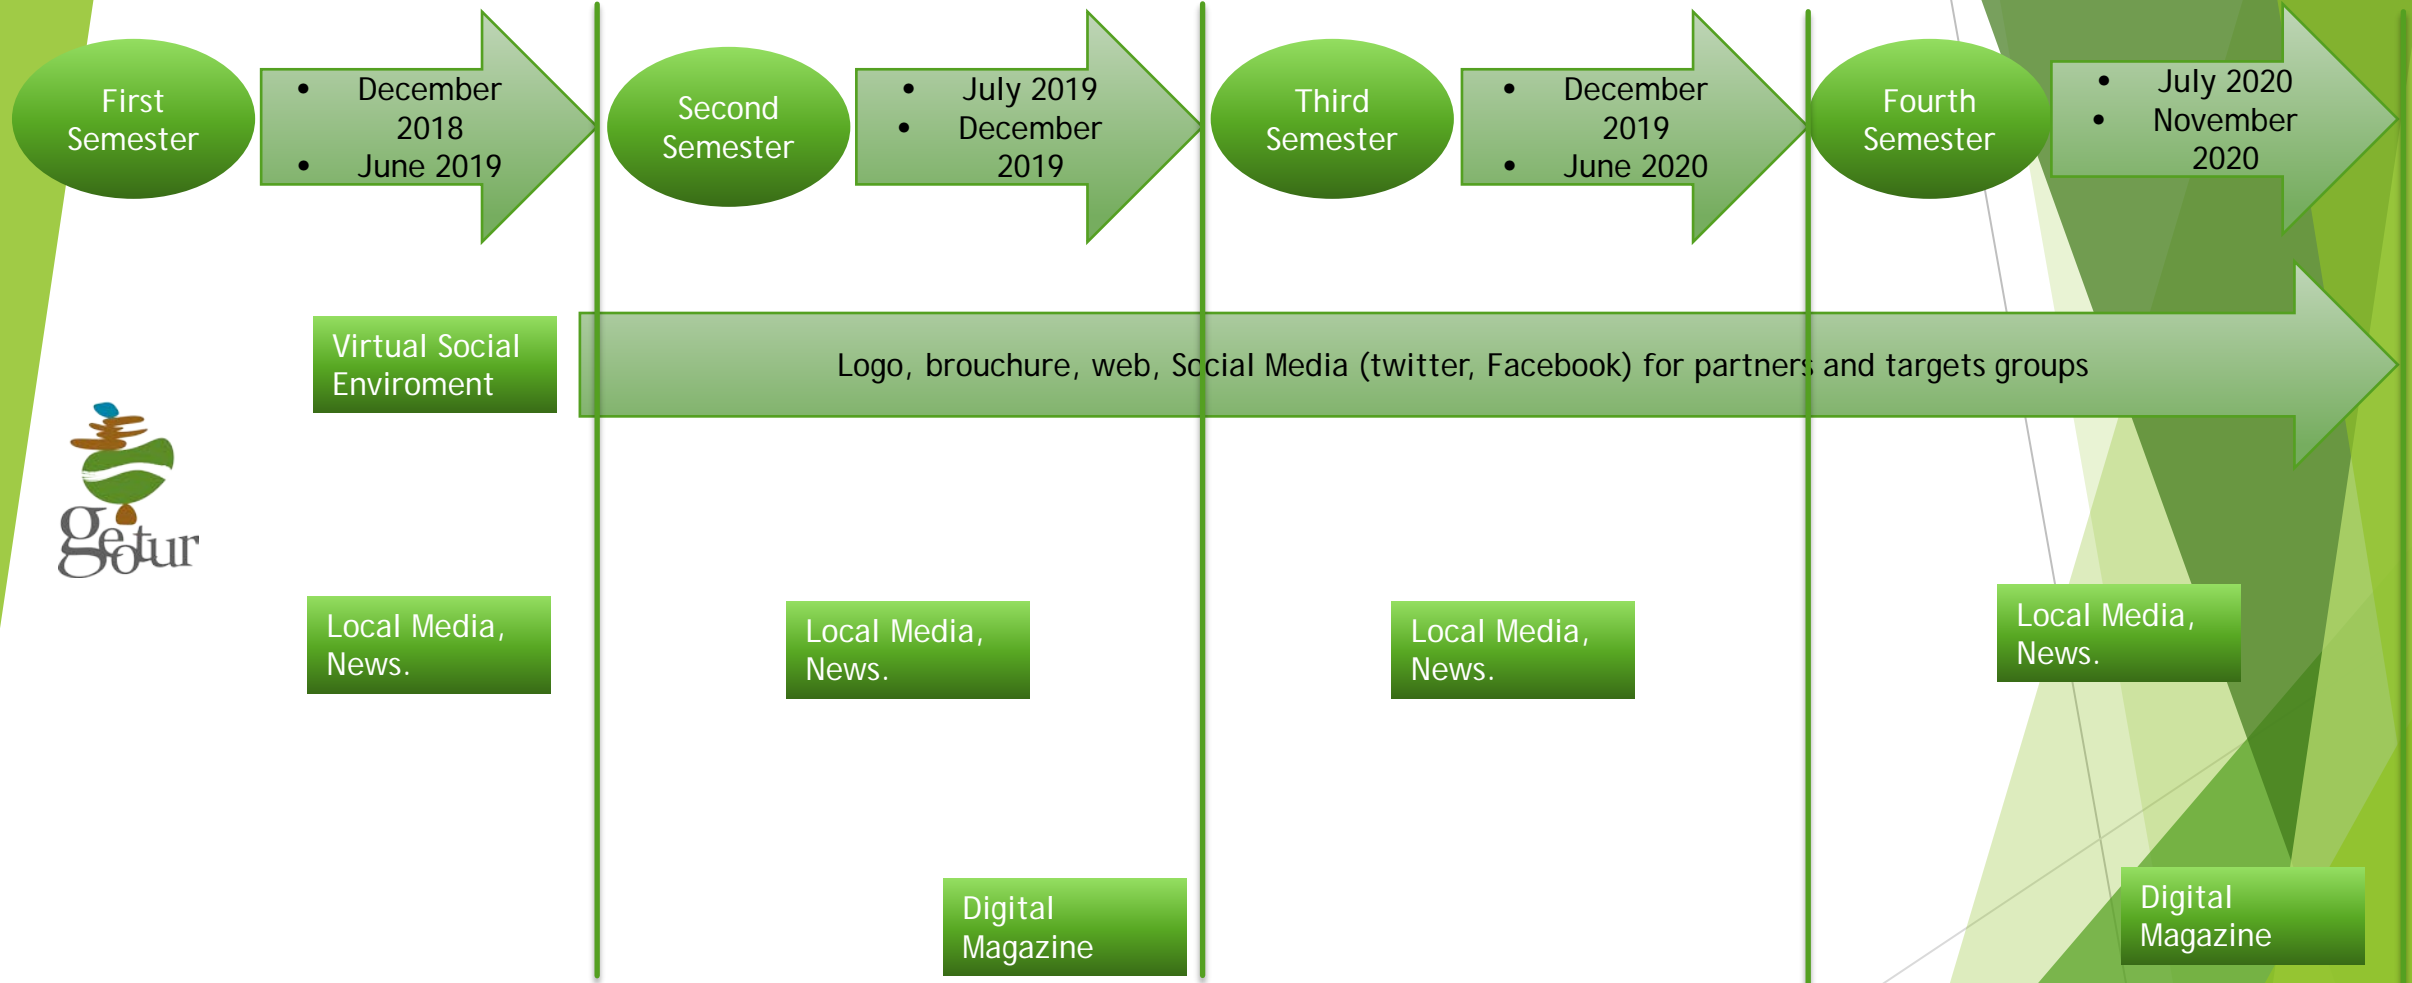 First
Semester
• December
2018
• June 2019
Second
Semester
• July 2019
• December
2019
Third
Semester
• December
2019
• June 2020
Fourth
Semester
• July 2020
• November
2020
Virtual Social
Enviroment
Logo, brouchure, web, Social Media (twitter, Facebook) for partners and targets groups
geotur
Local Media,
News.
Local Media,
News.
Local Media,
News.
Local Media,
News.
Digital
Magazine
Digital
Magazine